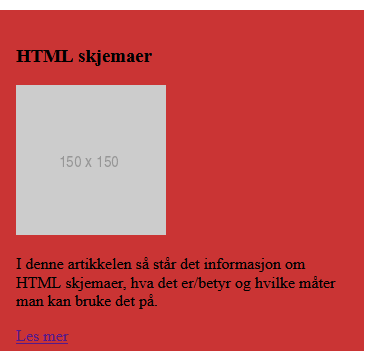 HTML skjemaer
150 x 150
I denne artikkelen så står det informasjon om
HTML skjemaer, hva det er/betyr og hvilke måter
man kan bruke det på.
Les mer